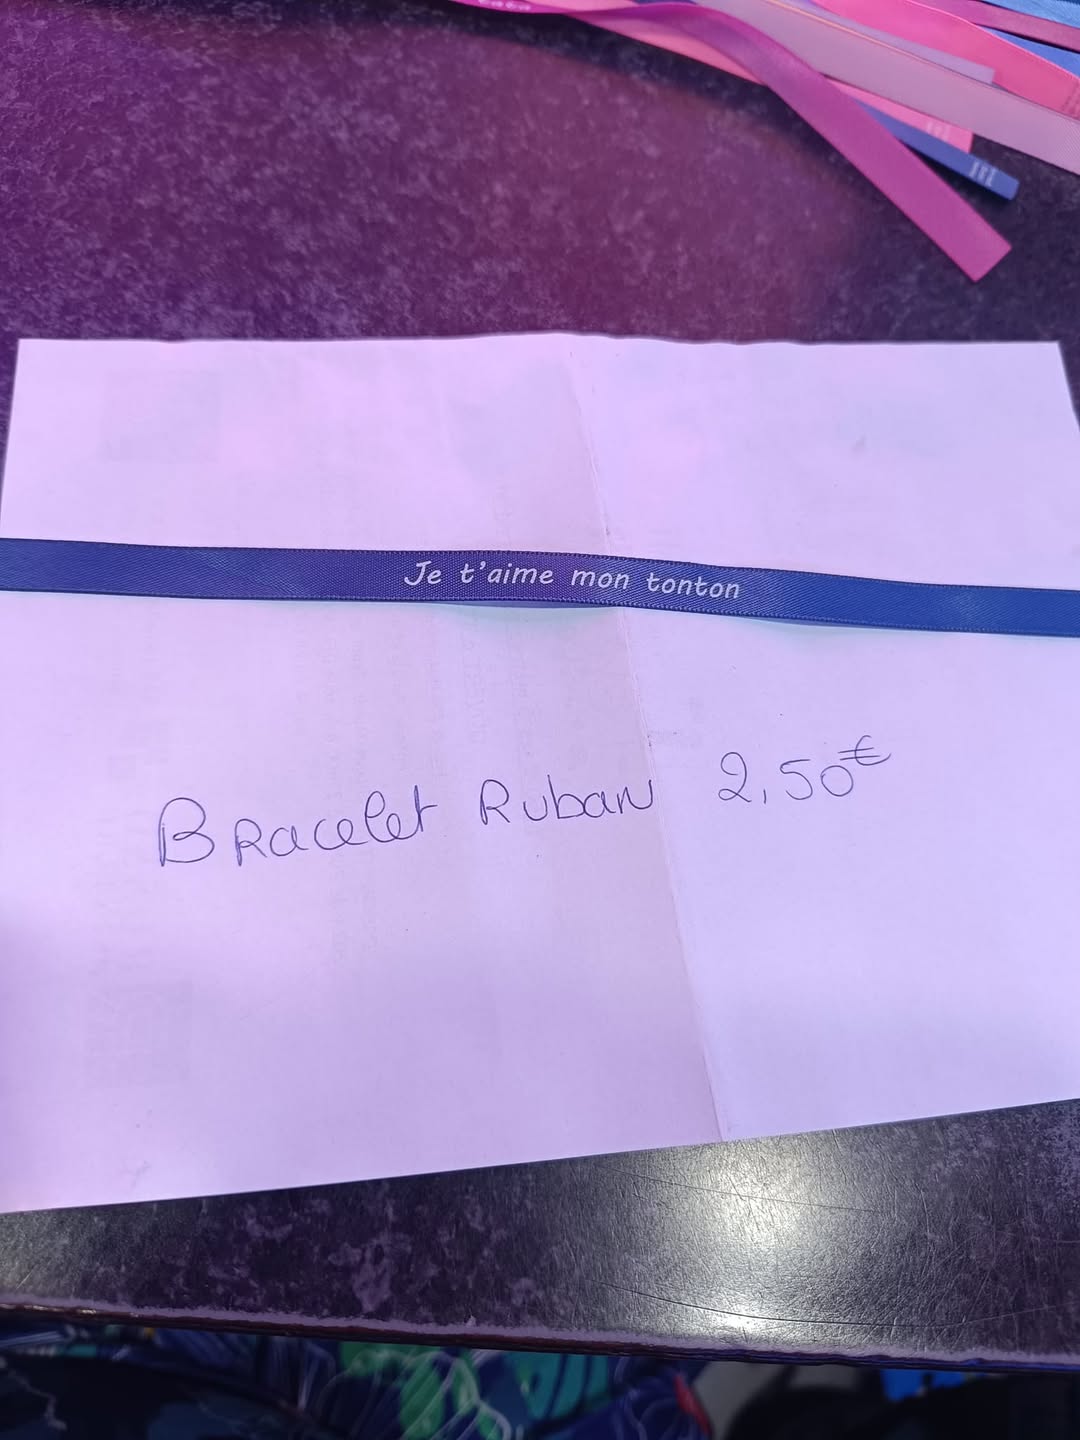 Je t'aime mon tonton
Bracelet Ruban 2,50€